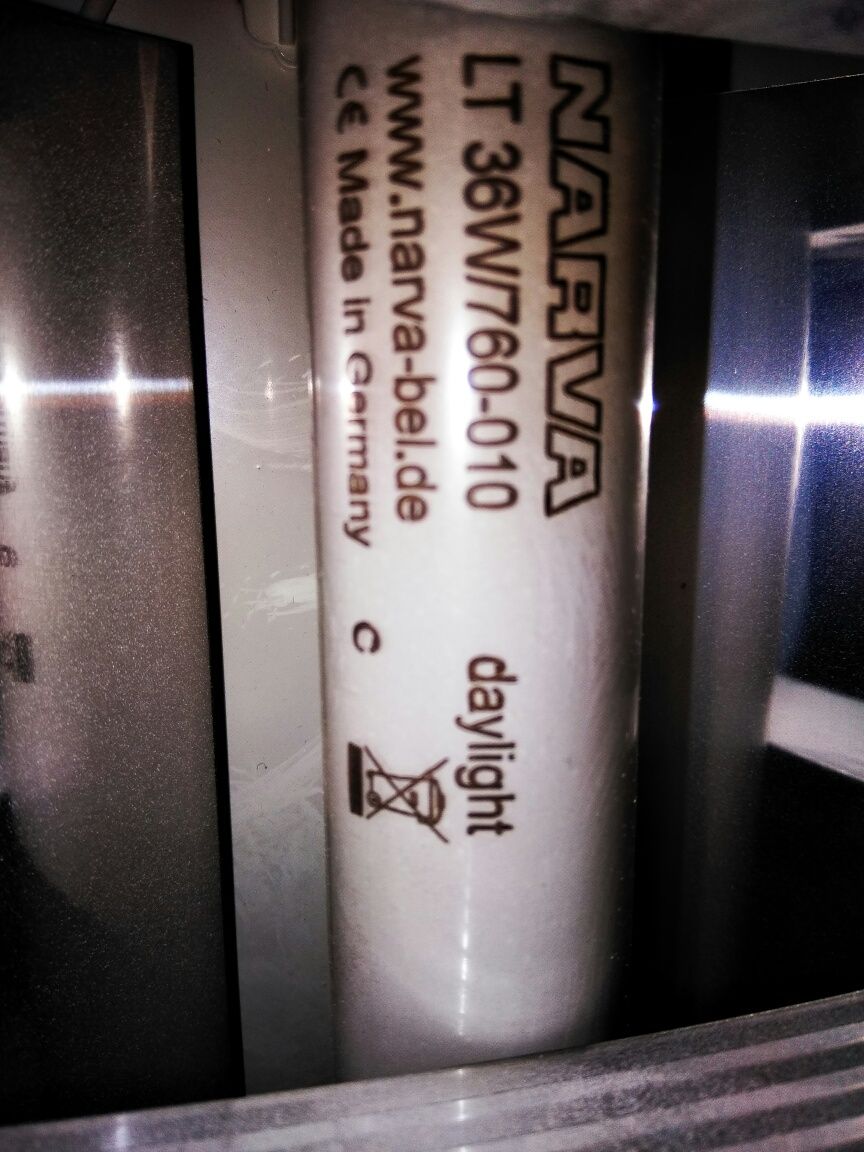 NARVA
LT 36W/760-010 daylight
www.narva-bel.de
CE Made in Germany C